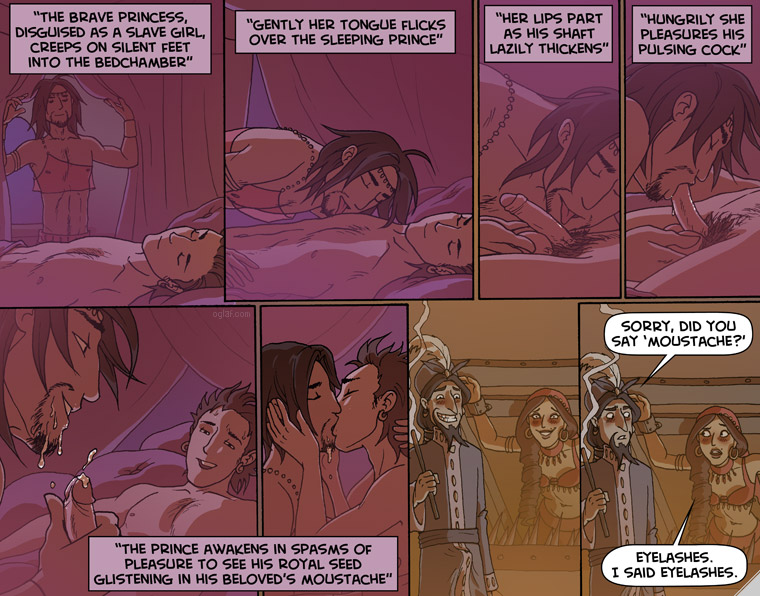 "THE BRAVE PRINCESS,
DISGUISED AS A SLAVE GIRL,
CREEPS ON SILENT FEET
INTO THE BEDCHAMBER"
"GENTLY HER TONGUE FLICKS
OVER THE SLEEPING PRINCE"
"HER LIPS PART
AS HIS SHAFT
LAZILY THICKENS"
"HUNGRILY SHE
PLEASURES HIS
PULSING COCK"
oglaf.com
"THE PRINCE AWAKENS IN SPASMS OF
PLEASURE TO SEE HIS ROYAL SEED
GLISTENING IN HIS BELOVED'S MOUSTACHE"
SORRY, DID YOU
SAY 'MOUSTACHE?'
EYELASHES.
I SAID EYELASHES.